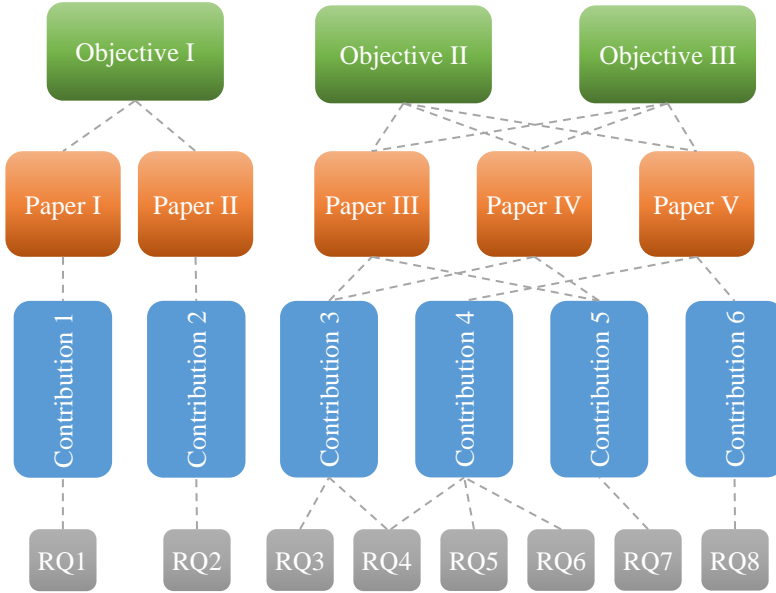 Objective I
Objective II
Objective III
Paper I
Paper II
Paper III
Paper IV
Paper V
Contribution 1
Contribution 2
Contribution 3
Contribution 4
Contribution 5
Contribution 6
RQ1
RQ2
RQ3
RQ4
RQ5
RQ6
RQ7
RQ8